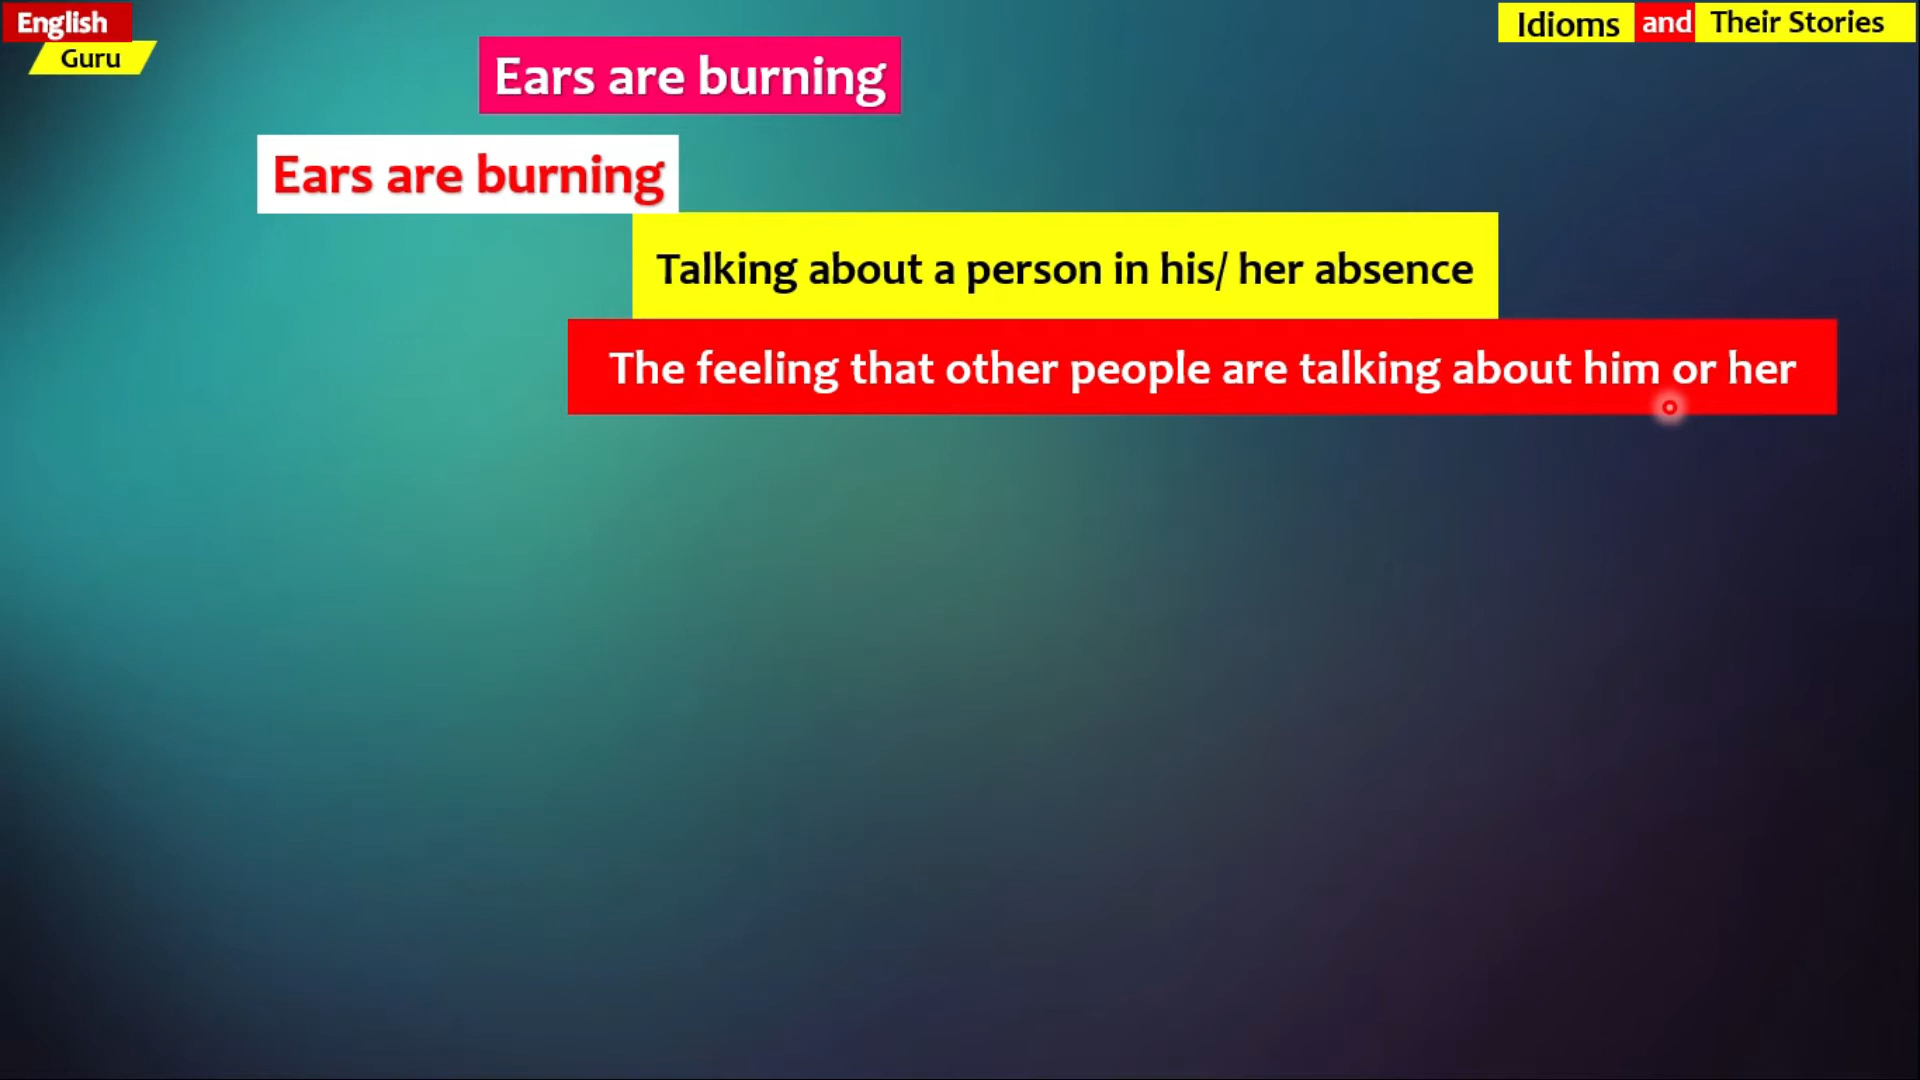 English
Guru
Idioms and Their Stories
Ears are burning
Ears are burning
Talking about a person in his/ her absence
The feeling that other people are talking about him or her